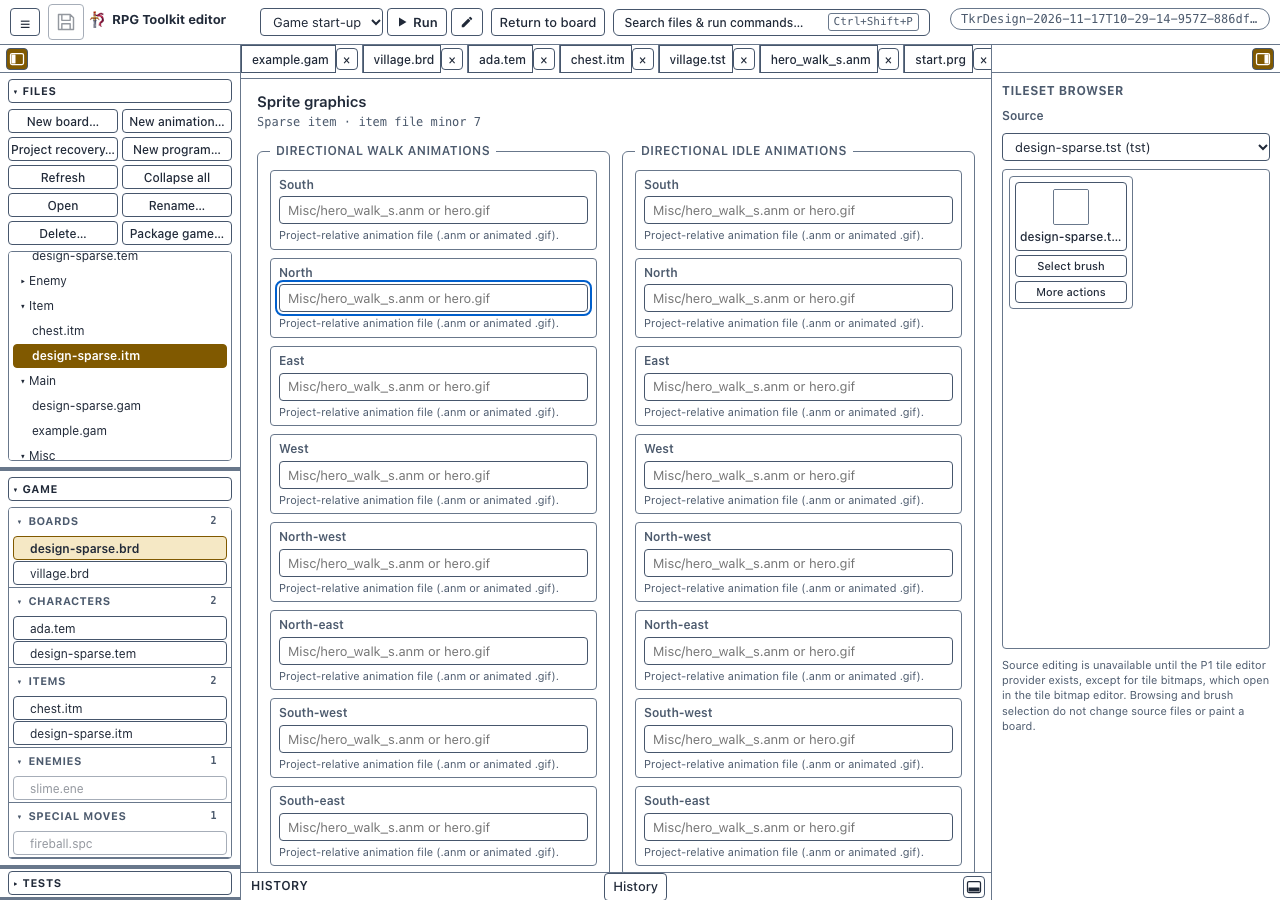 RPG Toolkit editor
Game start-up
Run
Return to board
Search files & run commands...
Ctrl+Shift+P
TkrDesign-2026-11-17T10-29-14-957Z-886df…
example.gam ×
village.brd ×
ada.tem ×
chest.itm ×
village.tst ×
hero_walk_s.anm ×
start.prg ×
FILES
New board...
New animation...
Project recovery...
New program...
Refresh
Collapse all
Open
Rename...
Delete...
Package game...
design-sparse.tem
Enemy
Item
chest.itm
design-sparse.itm
Main
design-sparse.gam
example.gam
Misc
GAME
BOARDS 2
design-sparse.brd
village.brd
CHARACTERS 2
ada.tem
design-sparse.tem
ITEMS 2
chest.itm
design-sparse.itm
ENEMIES 1
slime.ene
SPECIAL MOVES 1
fireball.spc
TESTS
Sprite graphics
Sparse item · item file minor 7
DIRECTIONAL WALK ANIMATIONS
South
Misc/hero_walk_s.anm or hero.gif
Project-relative animation file (.anm or animated .gif).
North
Misc/hero_walk_s.anm or hero.gif
Project-relative animation file (.anm or animated .gif).
East
Misc/hero_walk_s.anm or hero.gif
Project-relative animation file (.anm or animated .gif).
West
Misc/hero_walk_s.anm or hero.gif
Project-relative animation file (.anm or animated .gif).
North-west
Misc/hero_walk_s.anm or hero.gif
Project-relative animation file (.anm or animated .gif).
North-east
Misc/hero_walk_s.anm or hero.gif
Project-relative animation file (.anm or animated .gif).
South-west
Misc/hero_walk_s.anm or hero.gif
Project-relative animation file (.anm or animated .gif).
South-east
Misc/hero_walk_s.anm or hero.gif
Project-relative animation file (.anm or animated .gif).
DIRECTIONAL IDLE ANIMATIONS
South
Misc/hero_walk_s.anm or hero.gif
Project-relative animation file (.anm or animated .gif).
North
Misc/hero_walk_s.anm or hero.gif
Project-relative animation file (.anm or animated .gif).
East
Misc/hero_walk_s.anm or hero.gif
Project-relative animation file (.anm or animated .gif).
West
Misc/hero_walk_s.anm or hero.gif
Project-relative animation file (.anm or animated .gif).
North-west
Misc/hero_walk_s.anm or hero.gif
Project-relative animation file (.anm or animated .gif).
North-east
Misc/hero_walk_s.anm or hero.gif
Project-relative animation file (.anm or animated .gif).
South-west
Misc/hero_walk_s.anm or hero.gif
Project-relative animation file (.anm or animated .gif).
South-east
Misc/hero_walk_s.anm or hero.gif
Project-relative animation file (.anm or animated .gif).
HISTORY
History
TILESET BROWSER
Source
design-sparse.tst (tst)
design-sparse.t...
Select brush
More actions
Source editing is unavailable until the P1 tile editor
provider exists, except for tile bitmaps, which open
in the tile bitmap editor. Browsing and brush
selection do not change source files or paint a
board.